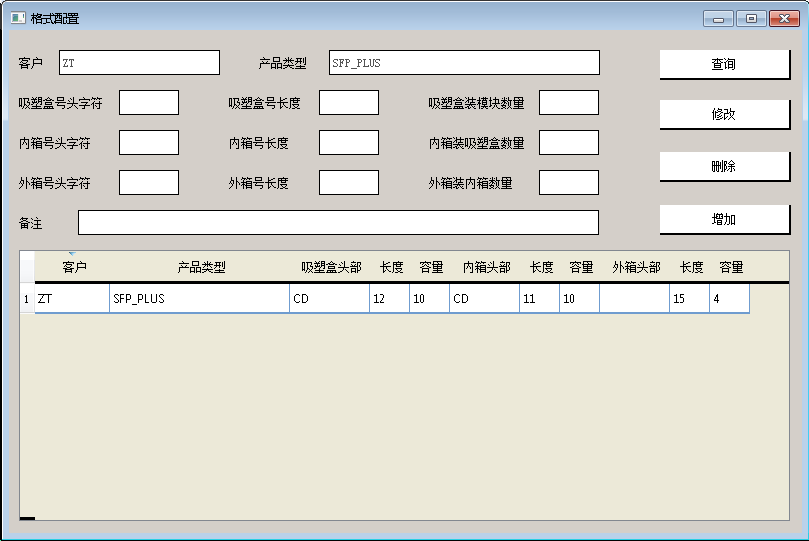 格式配置
客户 ZT 产品类型 SFP_PLUS 查询
吸塑盒号头字符 吸塑盒号长度 吸塑盒装模块数量 修改
内箱号头字符 内箱号长度 内箱装吸塑盒数量
外箱号头字符 外箱号长度 外箱装内箱数量 删除
备注 增加
客户 产品类型 吸塑盒头部 长度 容量 内箱头部 长度 容量 外箱头部 长度 容量
1 ZT SFP_PLUS CD 12 10 CD 11 10 15 4